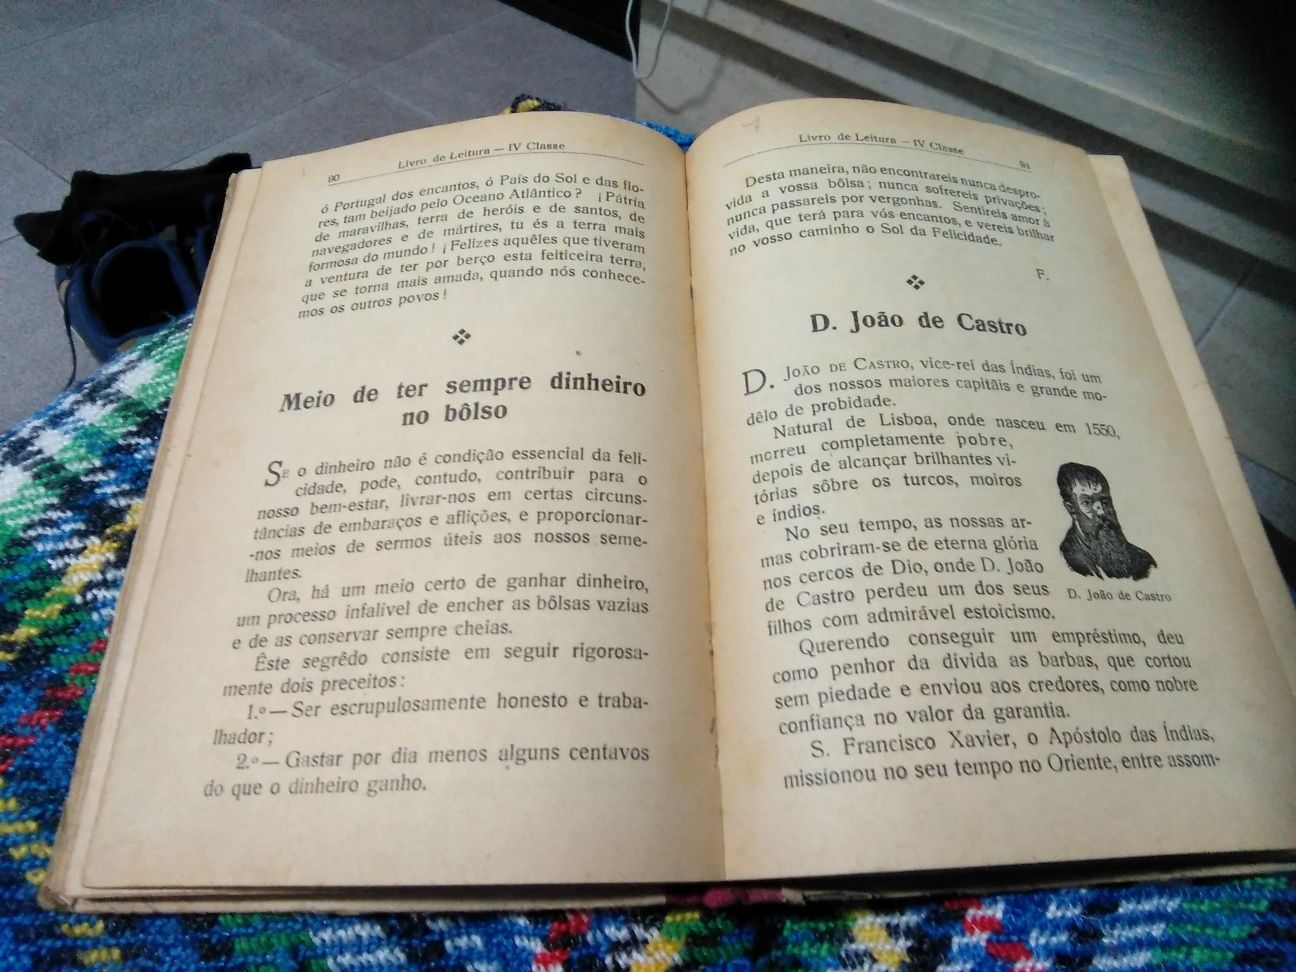 90
Livro de Leitura — IV Classe
ó Portugal dos encantos, ó País do Sol e das flo-
res, tam beijado pelo Oceano Atlântico? ¡Pátria
de maravilhas, terra de heróis e de santos, de
navegadores e de mártires, tu és a terra mais
formosa do mundo! ¡Felizes aquêles que tiveram
a ventura de ter por berço esta feiticeira terra,
que se torna mais amada, quando nós conhece-
mos os outros povos!
Meio de ter sempre dinheiro
no bôlso
SE o dinheiro não é condição essencial da feli-
cidade, pode, contudo, contribuir para o
nosso bem-estar, livrar-nos em certas circuns-
tâncias de embaraços e aflições, e proporcionar-
-nos meios de sermos úteis aos nossos seme-
lhantes.
Ora, há um meio certo de ganhar dinheiro,
um processo infalível de encher as bôlsas vazias
e de as conservar sempre cheias.
Êste segrêdo consiste em seguir rigorosa-
mente dois preceitos:
1.º — Ser escrupulosamente honesto e traba-
lhador;
2.º — Gastar por dia menos alguns centavos
do que o dinheiro ganho.
Livro de Leitura — IV Classe
91
Desta maneira, não encontrareis nunca despro-
vida a vossa bôlsa; nunca sofrereis privações;
nunca passareis por vergonhas. Sentireis amor à
vida, que terá para vós encantos, e vereis brilhar
no vosso caminho o Sol da Felicidade.
F.
D. João de Castro
D. JOÃO DE CASTRO, vice-rei das Índias, foi um
dos nossos maiores capitãis e grande mo-
dêlo de probidade.
Natural de Lisboa, onde nasceu em 1550,
morreu completamente pobre,
depois de alcançar brilhantes vi-
tórias sôbre os turcos, moiros
e índios.
No seu tempo, as nossas ar-
mas cobriram-se de eterna glória
nos cercos de Dio, onde D. João
de Castro perdeu um dos seus
filhos com admirável estoicismo.
D. João de Castro
Querendo conseguir um empréstimo, deu
como penhor da dívida as barbas, que cortou
sem piedade e enviou aos credores, como nobre
confiança no valor da garantia.
S. Francisco Xavier, o Apóstolo das Índias,
missionou no seu tempo no Oriente, entre assom-